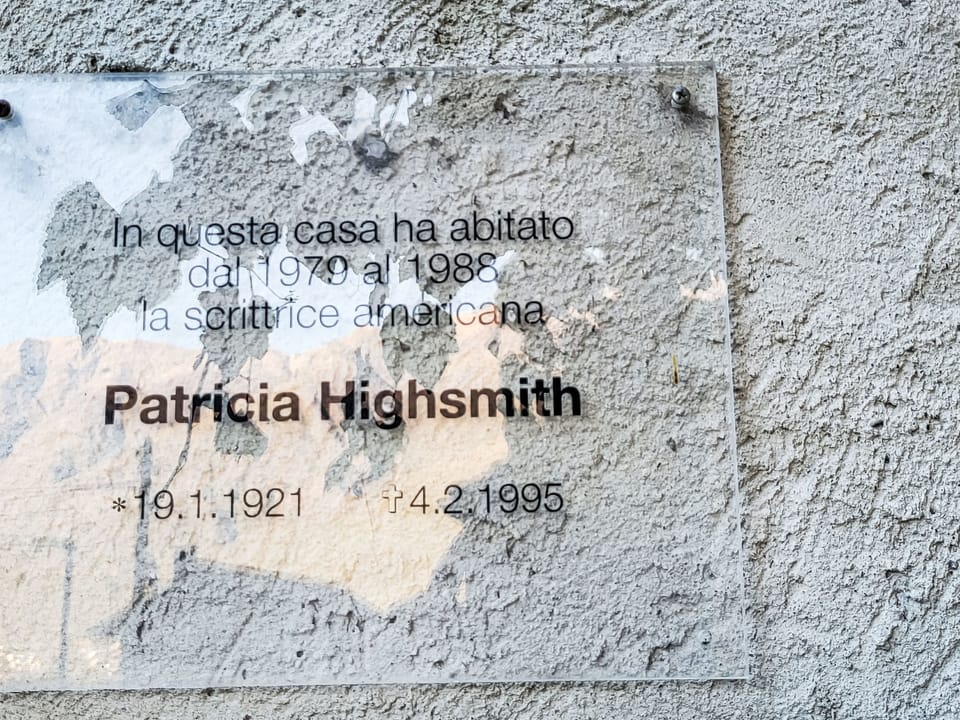 In questa casa ha abitato
dal 1979 al 1988
la scrittrice americana
Patricia Highsmith
*19.1.1921 ✝4.2.1995